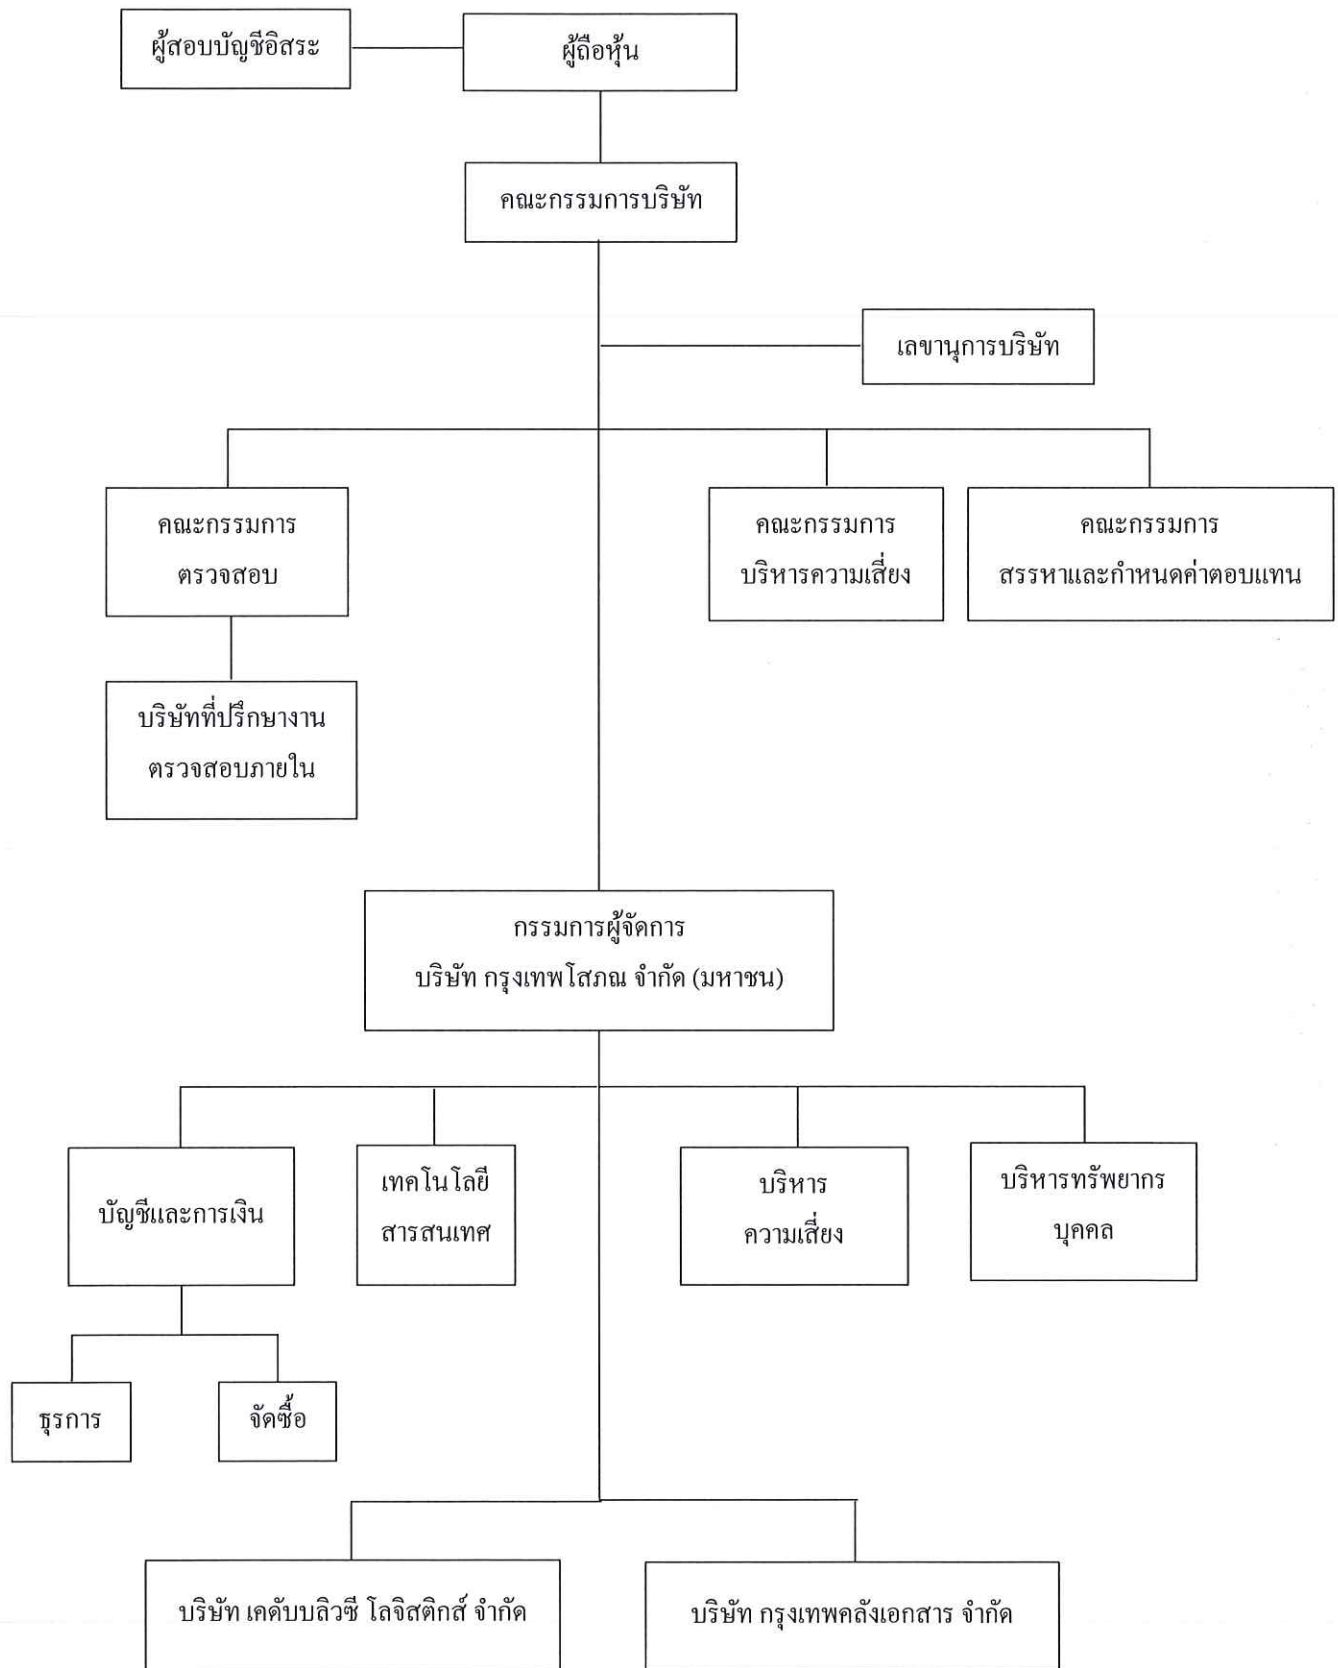 ผู้สอบบัญชีอิสระ
ผู้ถือหุ้น
คณะกรรมการบริษัท
เลขานุการบริษัท
คณะกรรมการ
ตรวจสอบ
คณะกรรมการ
บริหารความเสี่ยง
คณะกรรมการ
สรรหาและกำหนดค่าตอบแทน
บริษัทที่ปรึกษางาน
ตรวจสอบภายใน
กรรมการผู้จัดการ
บริษัท กรุงเทพโสภณ จำกัด (มหาชน)
บัญชีและการเงิน
เทคโนโลยี
สารสนเทศ
บริหาร
ความเสี่ยง
บริหารทรัพยากร
บุคคล
ธุรการ
จัดซื้อ
บริษัท เคดับบลิวซี โลจิสติกส์ จำกัด
บริษัท กรุงเทพคลังเอกสาร จำกัด